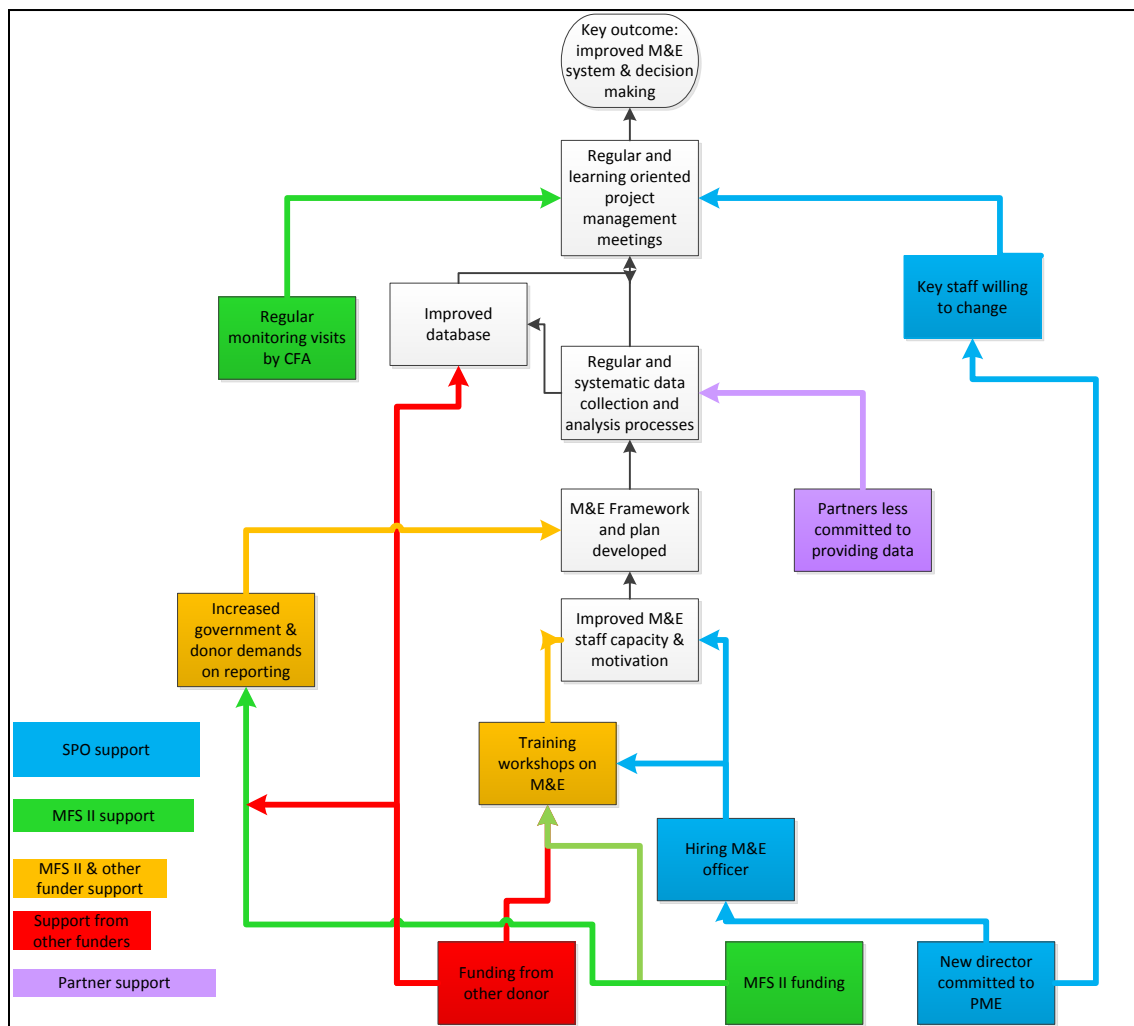 Key outcome:
improved M&E
system & decision
making
Regular and
learning oriented
project
management
meetings
Key staff willing
to change
Regular
monitoring visits
by CFA
Improved
database
Regular and
systematic data
collection and
analysis processes
M&E Framework
and plan
developed
Partners less
committed to
providing data
Increased
government &
donor demands
on reporting
Improved M&E
staff capacity &
motivation
SPO support
Training
workshops on
M&E
MFS II support
Hiring M&E
officer
MFS II & other
funder support
Support from
other funders
Partner support
Funding from
other donor
MFS II funding
New director
committed to
PME